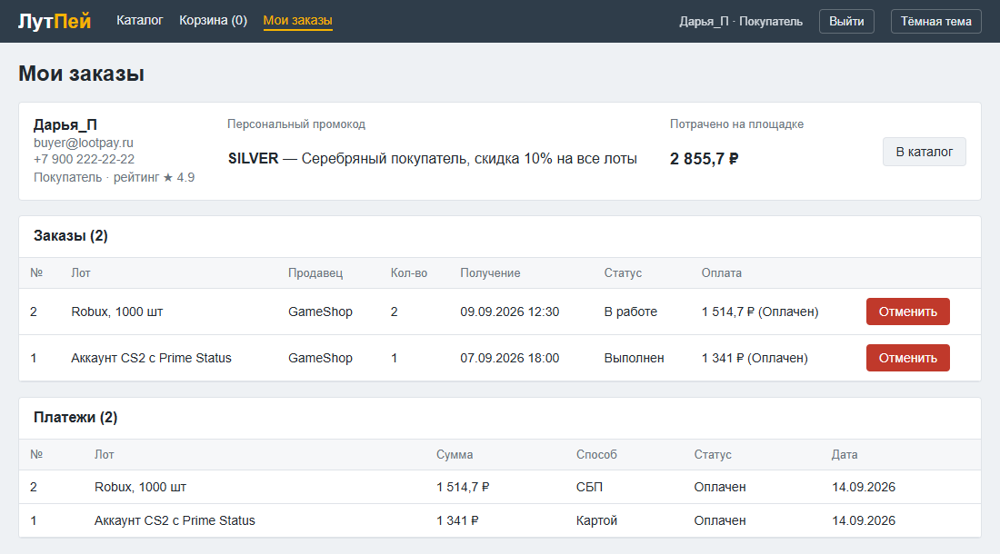 ЛутПей Каталог Корзина (0) Мои заказы Дарья_П · Покупатель Выйти Тёмная тема
Мои заказы
Дарья_П
buyer@lootpay.ru
+7 900 222-22-22
Покупатель · рейтинг ★ 4.9
Персональный промокод
SILVER — Серебряный покупатель, скидка 10% на все лоты
Потрачено на площадке
2 855,7 ₽
В каталог
Заказы (2)
№ Лот Продавец Кол-во Получение Статус Оплата
2 Robux, 1000 шт GameShop 2 09.09.2026 12:30 В работе 1 514,7 ₽ (Оплачен) Отменить
1 Аккаунт CS2 с Prime Status GameShop 1 07.09.2026 18:00 Выполнен 1 341 ₽ (Оплачен) Отменить
Платежи (2)
№ Лот Сумма Способ Статус Дата
2 Robux, 1000 шт 1 514,7 ₽ СБП Оплачен 14.09.2026
1 Аккаунт CS2 с Prime Status 1 341 ₽ Картой Оплачен 14.09.2026